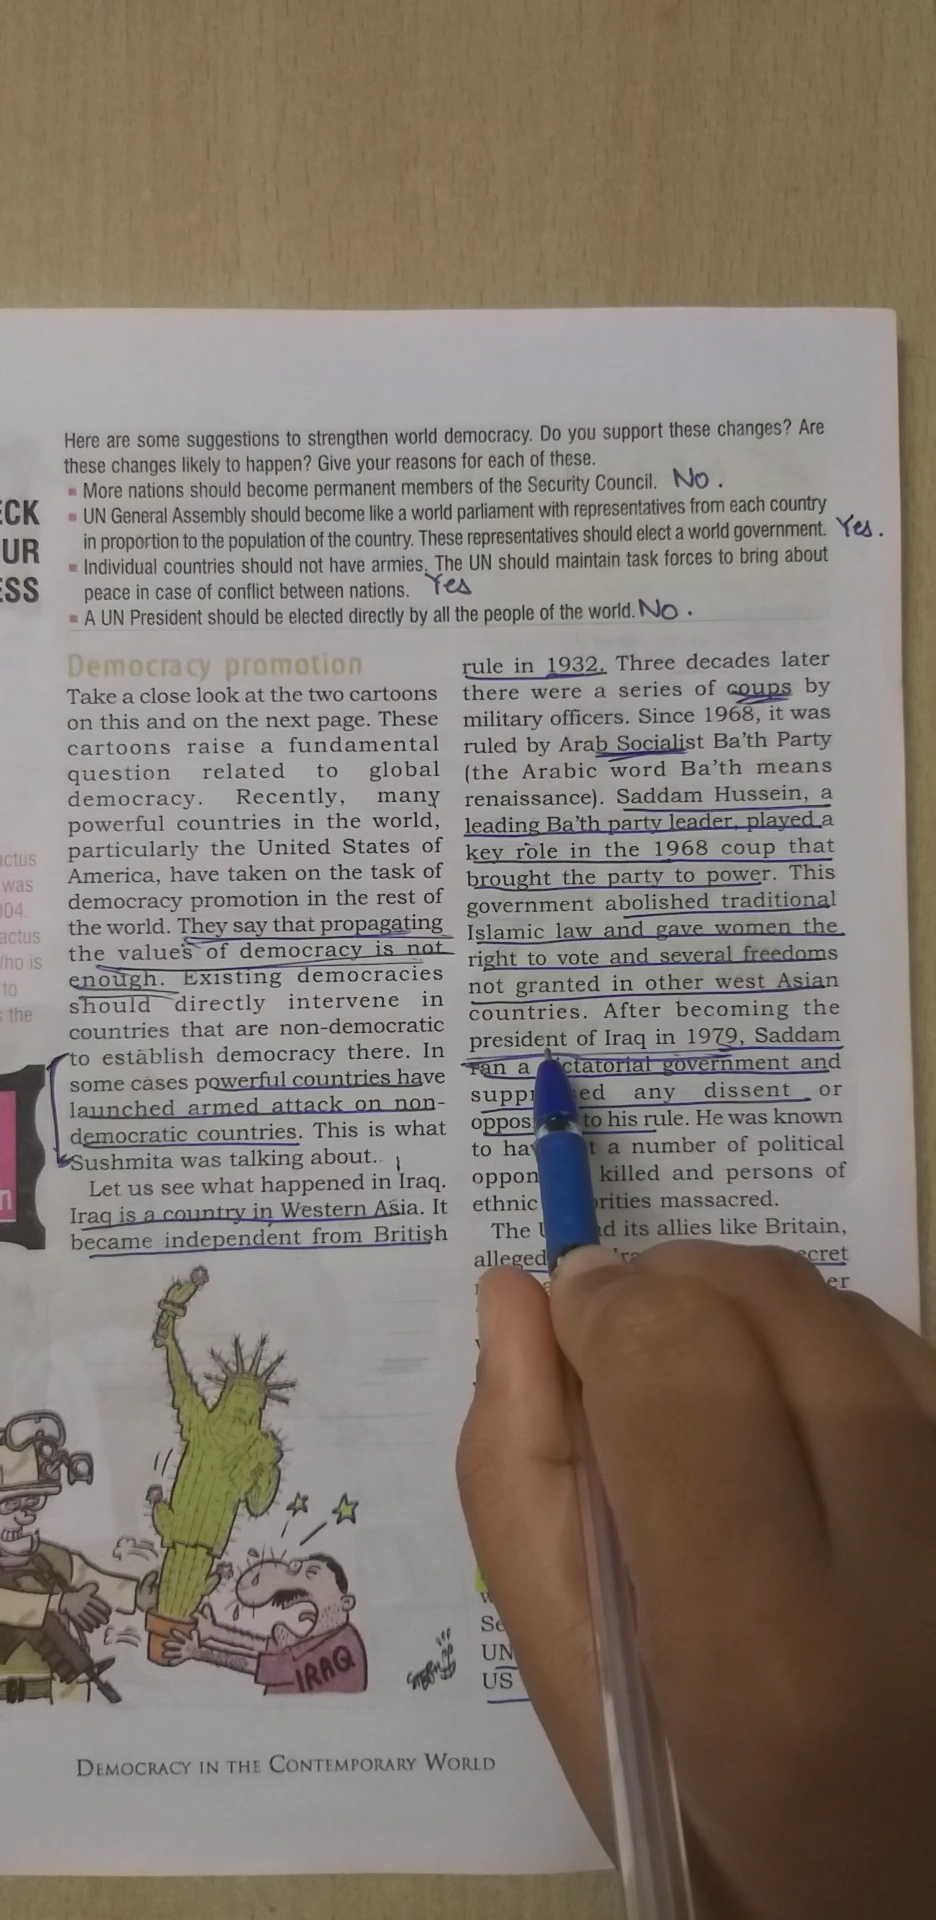 Here are some suggestions to strengthen world democracy. Do you support these changes? Are
these changes likely to happen? Give your reasons for each of these.
More nations should become permanent members of the Security Council. No.
UN General Assembly should become like a world parliament with representatives from each country
in proportion to the population of the country. These representatives should elect a world government. Yes.
Individual countries should not have armies. The UN should maintain task forces to bring about
peace in case of conflict between nations. Yes
A UN President should be elected directly by all the people of the world. No.
Democracy promotion
Take a close look at the two cartoons
on this and on the next page. These
cartoons raise a fundamental
question related to global
democracy. Recently, many
powerful countries in the world,
particularly the United States of
America, have taken on the task of
democracy promotion in the rest of
the world. They say that propagating
the values of democracy is not
enough. Existing democracies
should directly intervene in
countries that are non-democratic
to establish democracy there. In
some cases powerful countries have
launched armed attack on non-
democratic countries. This is what
Sushmita was talking about.
Let us see what happened in Iraq.
Iraq is a country in Western Asia. It
became independent from British
rule in 1932. Three decades later
there were a series of coups by
military officers. Since 1968, it was
ruled by Arab Socialist Ba'th Party
(the Arabic word Ba'th means
renaissance). Saddam Hussein, a
leading Ba'th party leader, played a
key role in the 1968 coup that
brought the party to power. This
government abolished traditional
Islamic law and gave women the
right to vote and several freedoms
not granted in other west Asian
countries. After becoming the
president of Iraq in 1979, Saddam
ran a government and
any dissent or
to his rule. He was known
to a number of political
killed and persons of
ethnic massacred.
The its allies like Britain,
alleged
UN
US
was
to
the
IRAQ
DEMOCRACY IN THE CONTEMPORARY WORLD